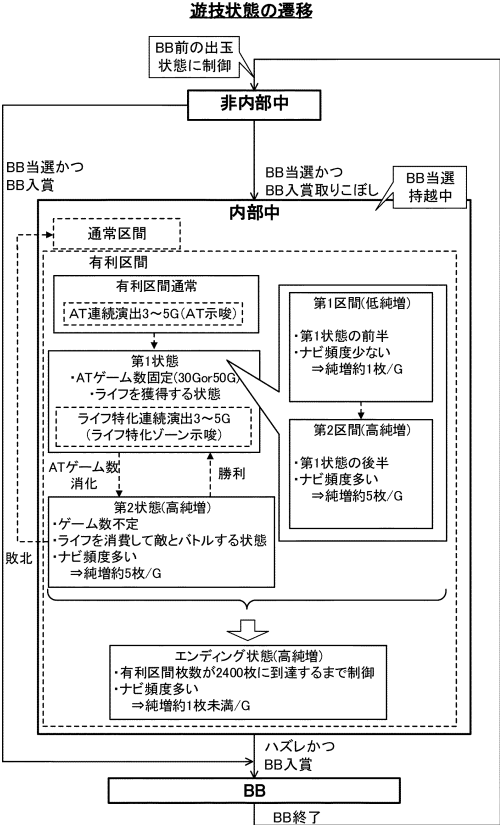 遊技状態の遷移
BB前の出玉
状態に制御
非内部中
BB当選かつ
BB入賞
BB当選かつ
BB入賞取りこぼし
BB当選
持越中
内部中
通常区間
有利区間
有利区間通常
AT連続演出3～5G(AT示唆)
第1状態
・ATゲーム数固定(30Gor50G)
・ライフを獲得する状態
ライフ特化連続演出3～5G
(ライフ特化ゾーン示唆)
第1区間(低純増)
・第1状態の前半
・ナビ頻度少ない
⇒純増約1枚/G
第2区間(高純増)
・第1状態の後半
・ナビ頻度多い
⇒純増約5枚/G
ATゲーム数
消化
勝利
第2状態(高純増)
・ゲーム数不定
・ライフを消費して敵とバトルする状態
・ナビ頻度多い
⇒純増約5枚/G
敗北
エンディング状態(高純増)
・有利区間枚数が2400枚に到達するまで制御
・ナビ頻度多い
⇒純増約1枚未満/G
ハズレかつ
BB入賞
BB
BB終了